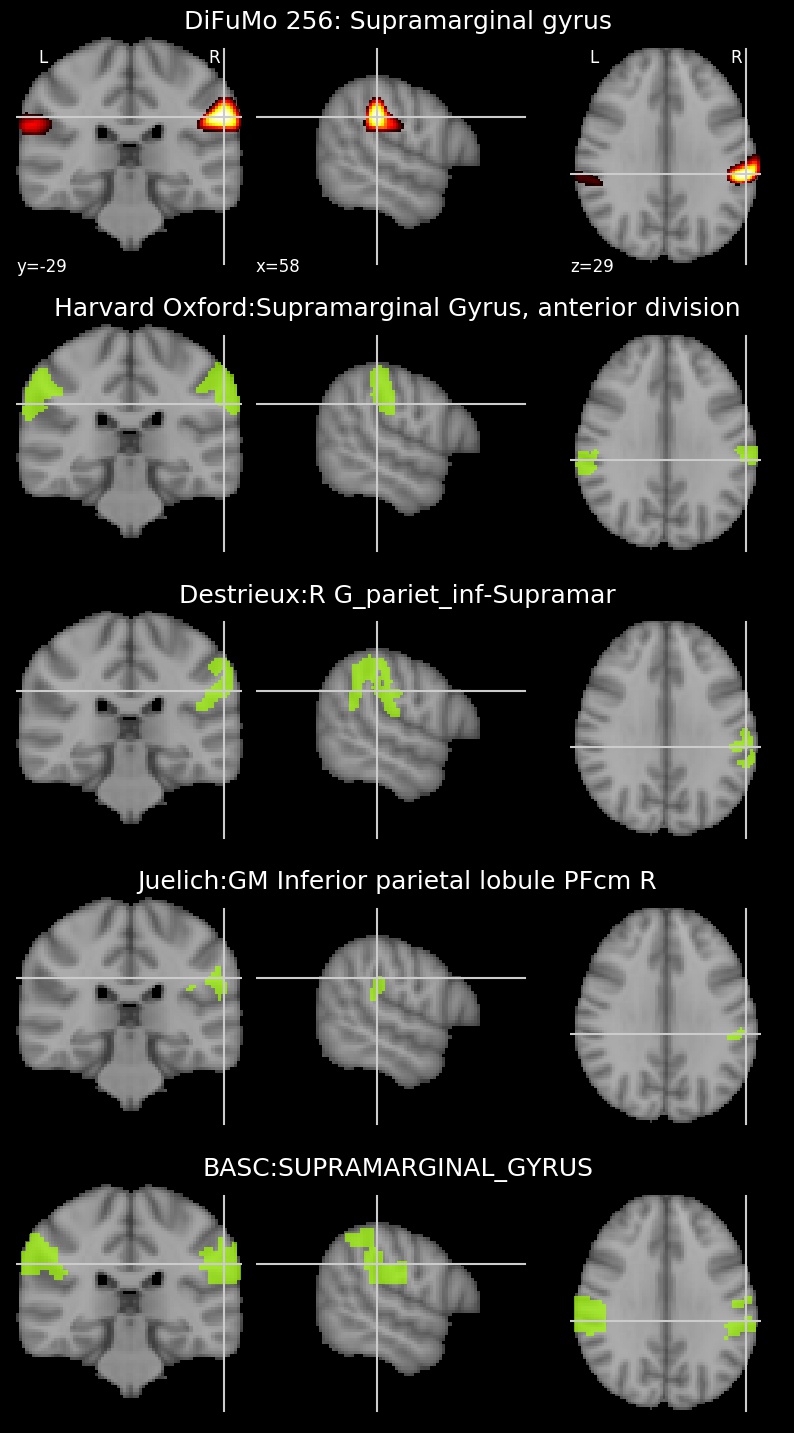 DiFuMo 256: Supramarginal gyrus
L R L R
y=-29 x=58 z=29
Harvard Oxford:Supramarginal Gyrus, anterior division
Destrieux:R G_pariet_inf-Supramar
Juelich:GM Inferior parietal lobule PFcm R
BASC:SUPRAMARGINAL_GYRUS